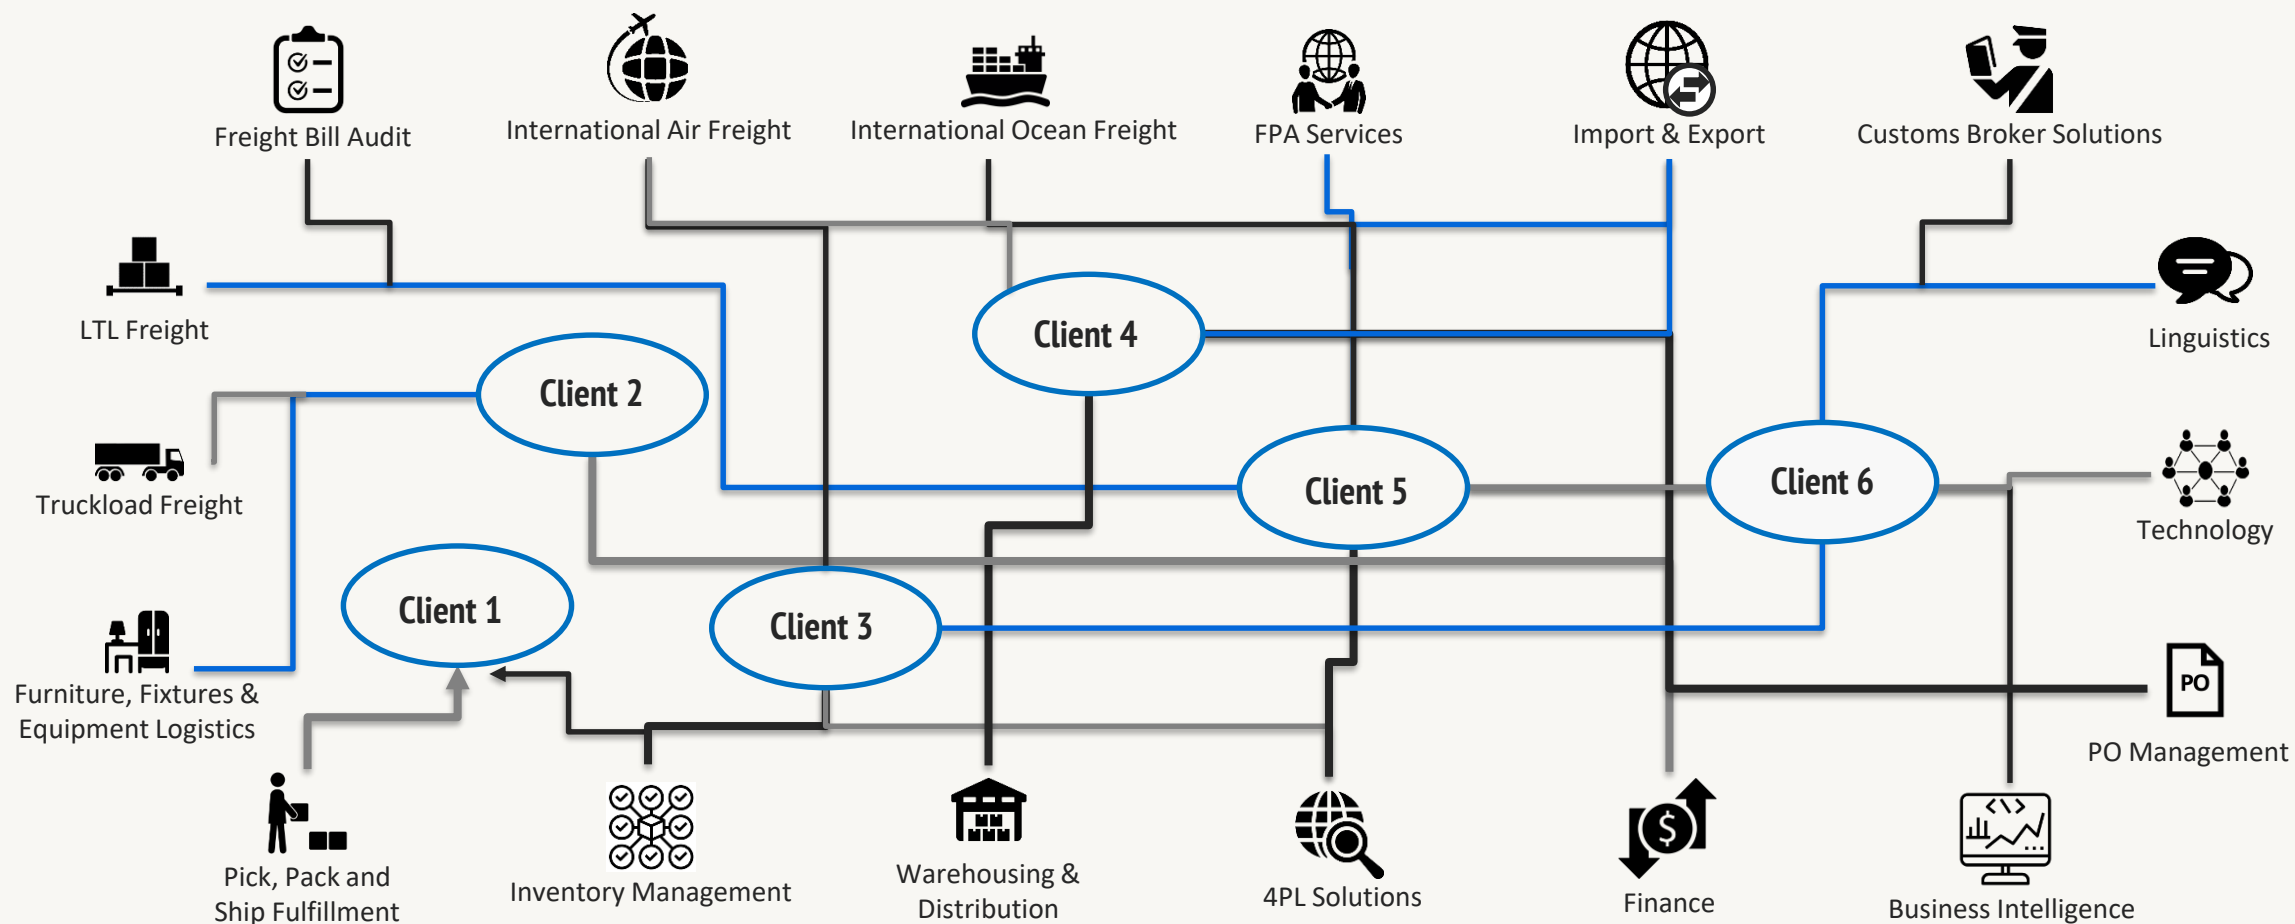 Freight Bill Audit
International Air Freight
International Ocean Freight
FPA Services
Import & Export
Customs Broker Solutions
LTL Freight
Client 4
Linguistics
Client 2
Truckload Freight
Client 5
Client 6
Technology
Client 1
Client 3
Furniture, Fixtures &
Equipment Logistics
PO
PO Management
Pick, Pack and
Ship Fulfillment
Inventory Management
Warehousing &
Distribution
4PL Solutions
$
Finance
</>
Business Intelligence